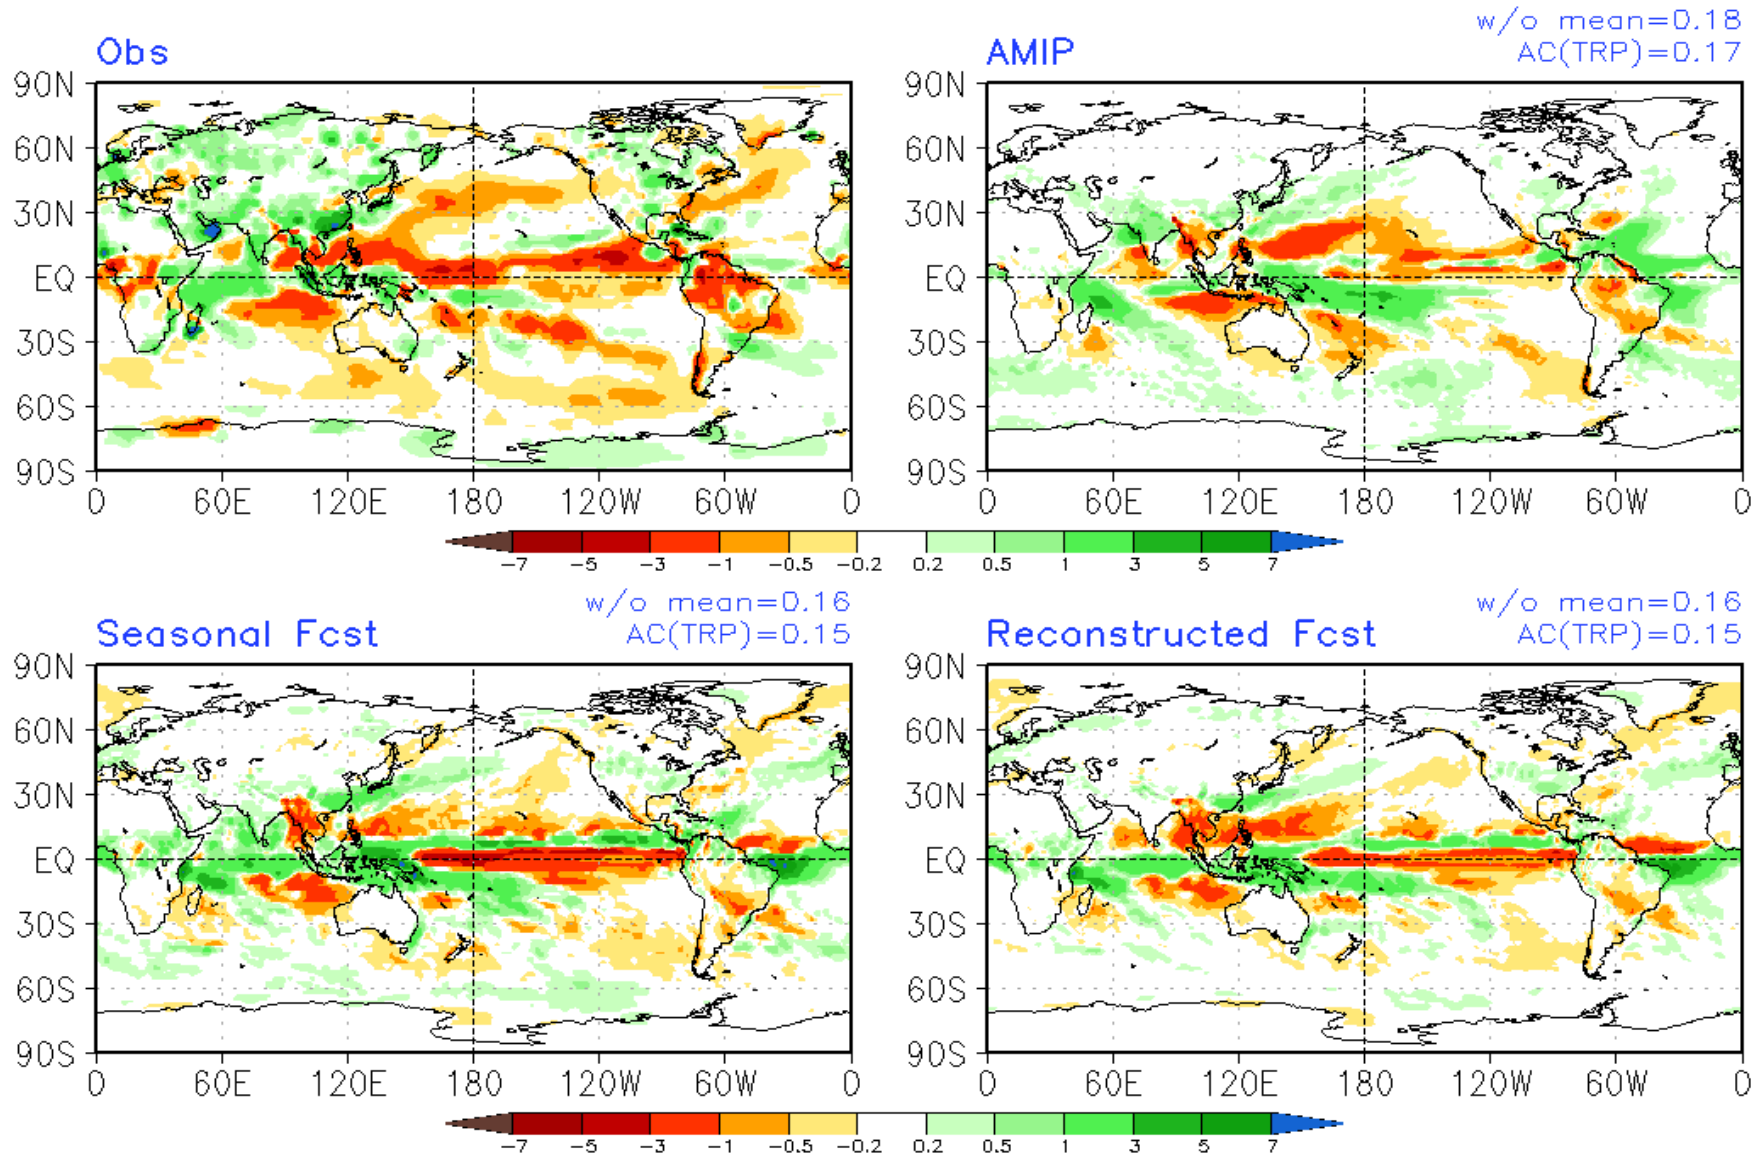 w/o mean=0.18
Obs
AMIP
AC(TRP)=0.17
90N
60N
30N
EQ
30S
60S
90S
0 60E 120E 180 120W 60W 0
90N
60N
30N
EQ
30S
60S
90S
0 60E 120E 180 120W 60W 0
-7 -5 -3 -1 -0.5 -0.2 0.2 0.5 1 3 5 7
w/o mean=0.16
Seasonal Fcst
AC(TRP)=0.15
w/o mean=0.16
Reconstructed Fcst
AC(TRP)=0.15
90N
60N
30N
EQ
30S
60S
90S
0 60E 120E 180 120W 60W 0
90N
60N
30N
EQ
30S
60S
90S
0 60E 120E 180 120W 60W 0
-7 -5 -3 -1 -0.5 -0.2 0.2 0.5 1 3 5 7